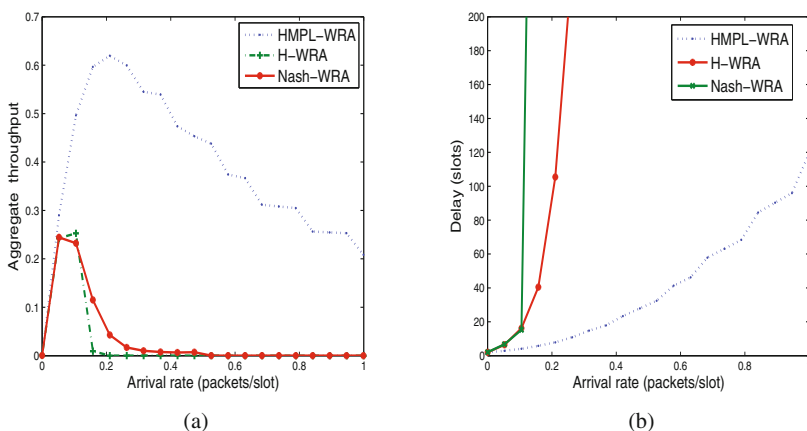 0.7
0.6
0.5
0.4
0.3
0.2
0.1
0
Aggregate throughput
HMPL-WRA
H-WRA
Nash-WRA
0 0.2 0.4 0.6 0.8 1
Arrival rate (packets/slot)
(a)
200
180
160
140
120
100
80
60
40
20
0
Delay (slots)
HMPL-WRA
H-WRA
Nash-WRA
0 0.2 0.4 0.6 0.8
Arrival rate (packets/slot)
(b)